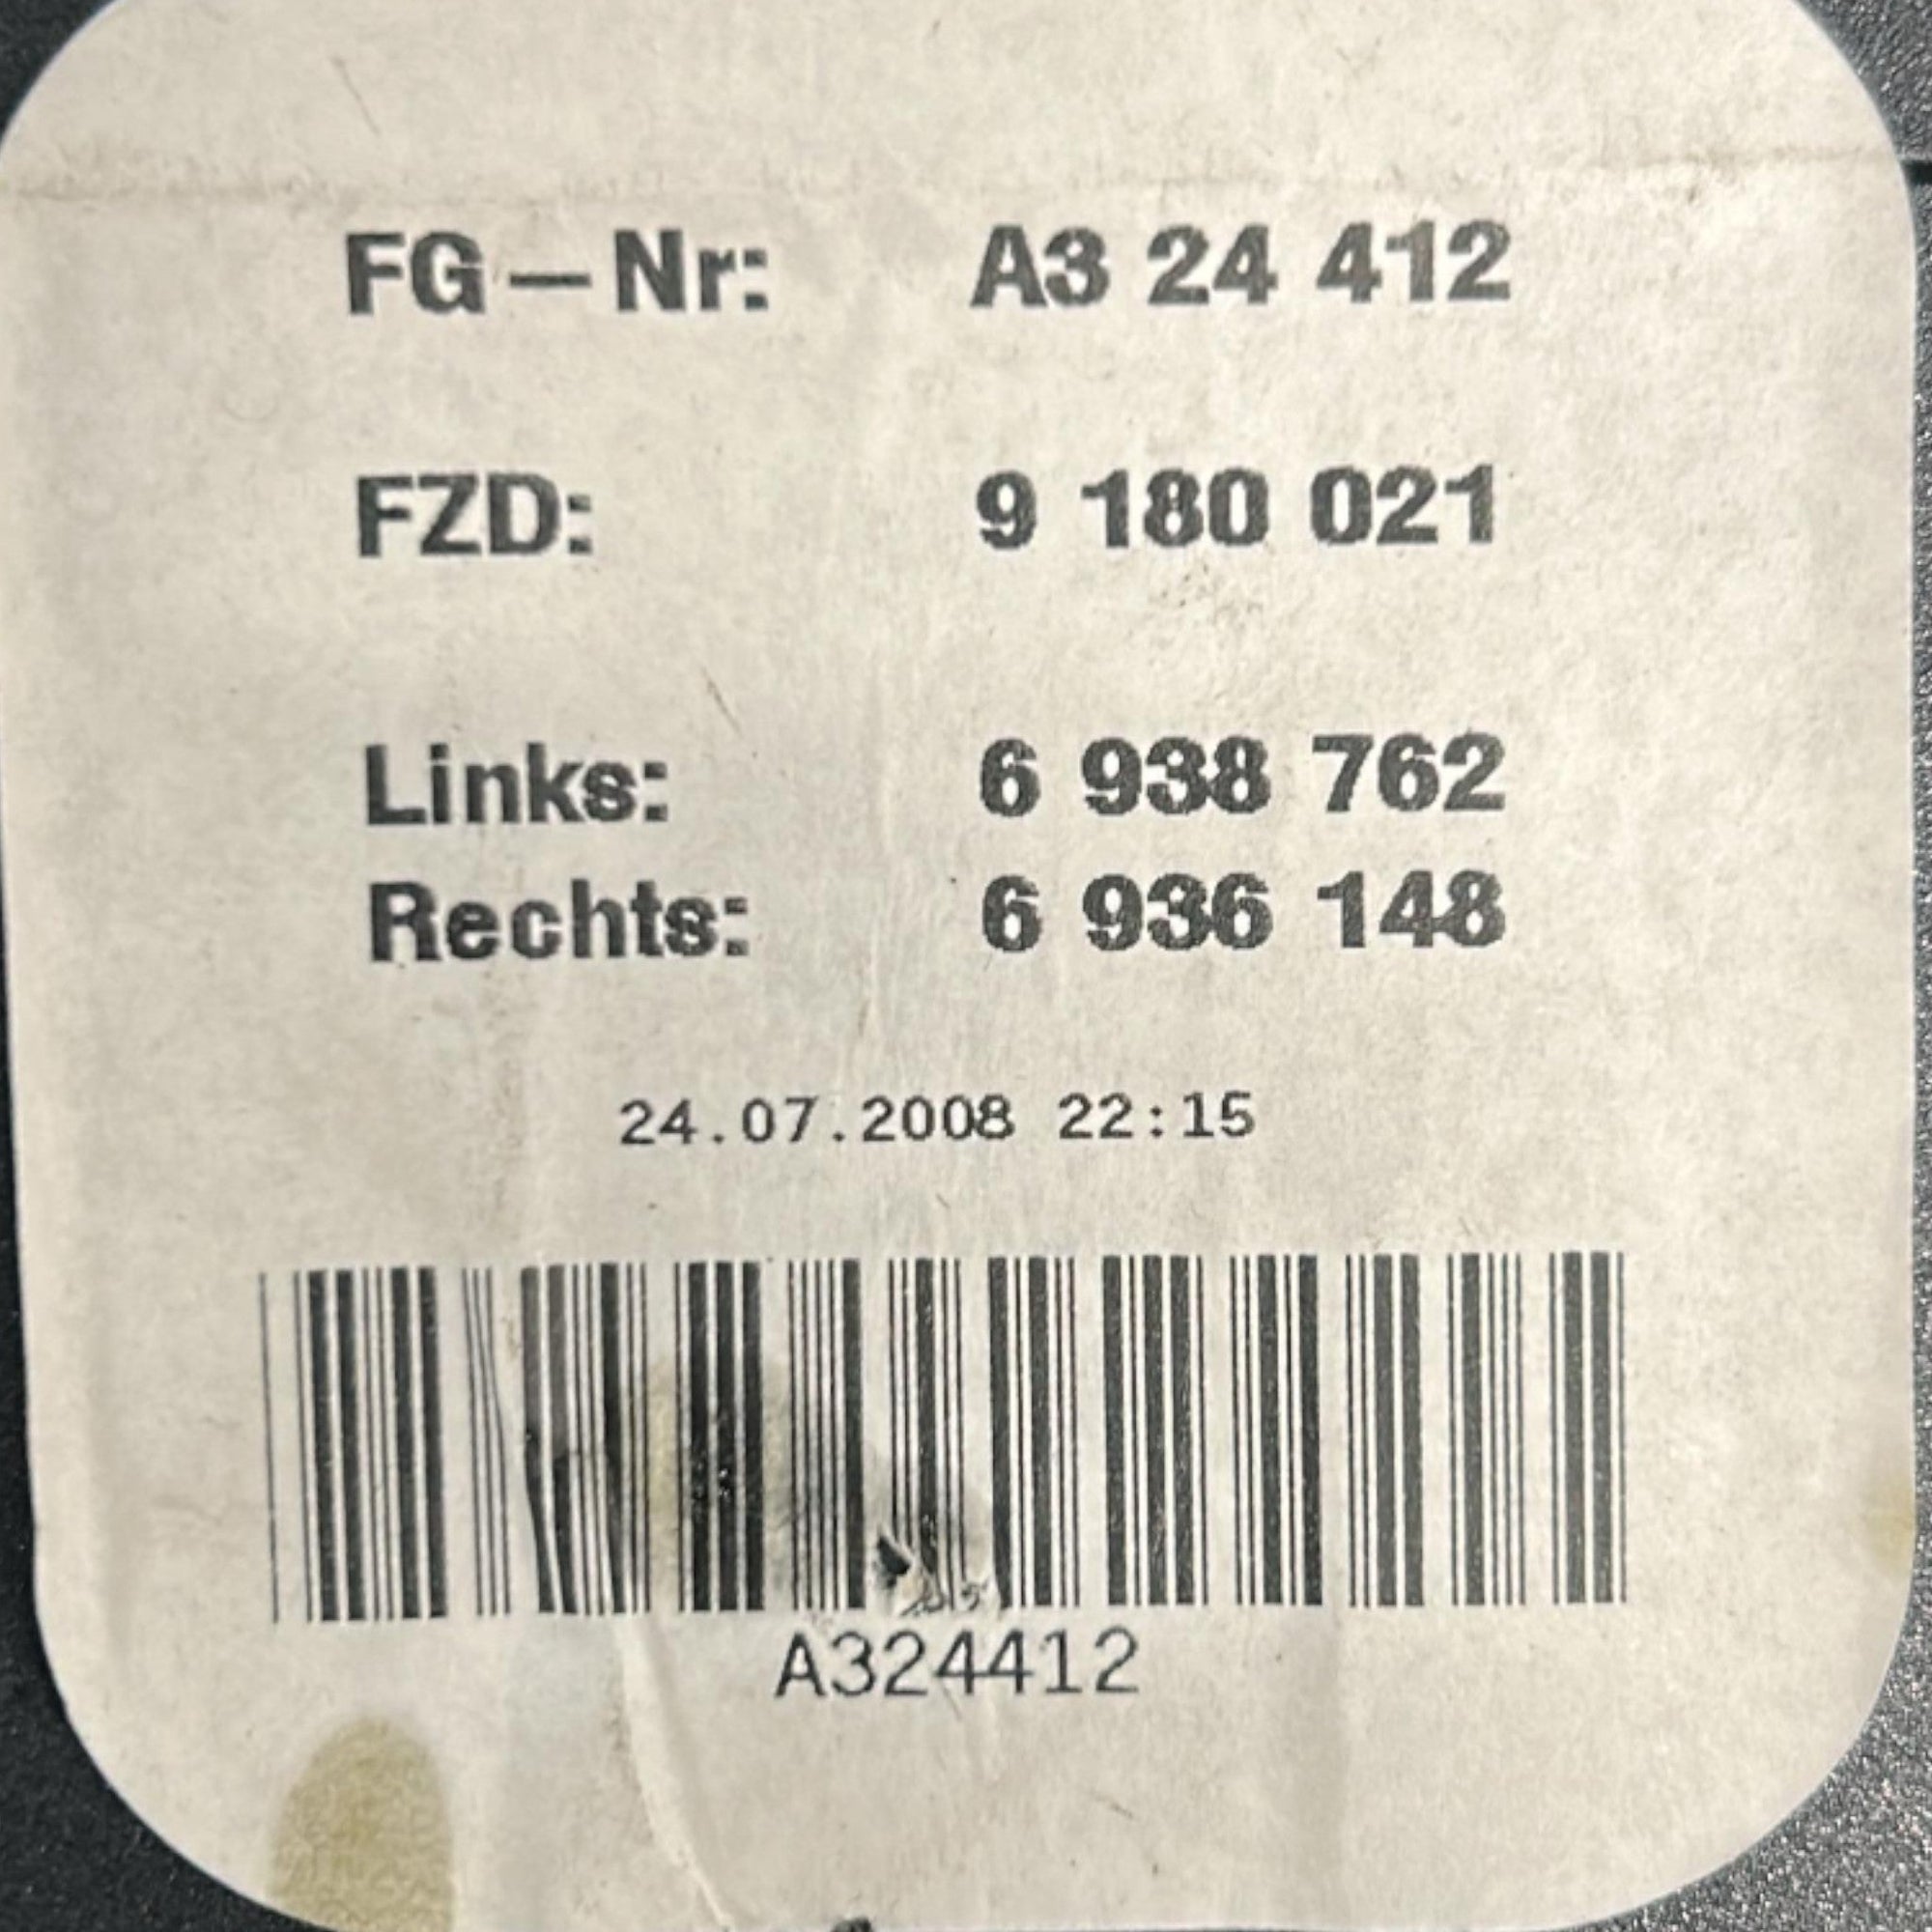 FG – Nr: A3 24 412
FZD: 9 180 021
Links: 6 938 762
Rechts: 6 936 148
24.07.2008 22:15
A324412